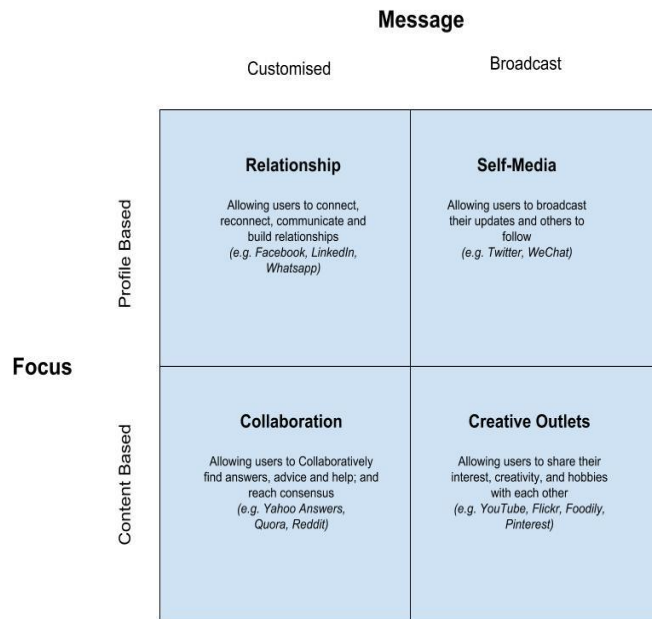 Message
Customised
Broadcast
Relationship
Allowing users to connect,
reconnect, communicate and
build relationships
(e.g. Facebook, LinkedIn,
Whatsapp)
Self-Media
Allowing users to broadcast
their updates and others to
follow
(e.g. Twitter, WeChat)
Profile Based
Focus
Collaboration
Allowing users to Collaboratively
find answers, advice and help; and
reach consensus
(e.g. Yahoo Answers,
Quora, Reddit)
Creative Outlets
Allowing users to share their
interest, creativity, and hobbies
with each other
(e.g. YouTube, Flickr, Foodily,
Pinterest)
Content Based